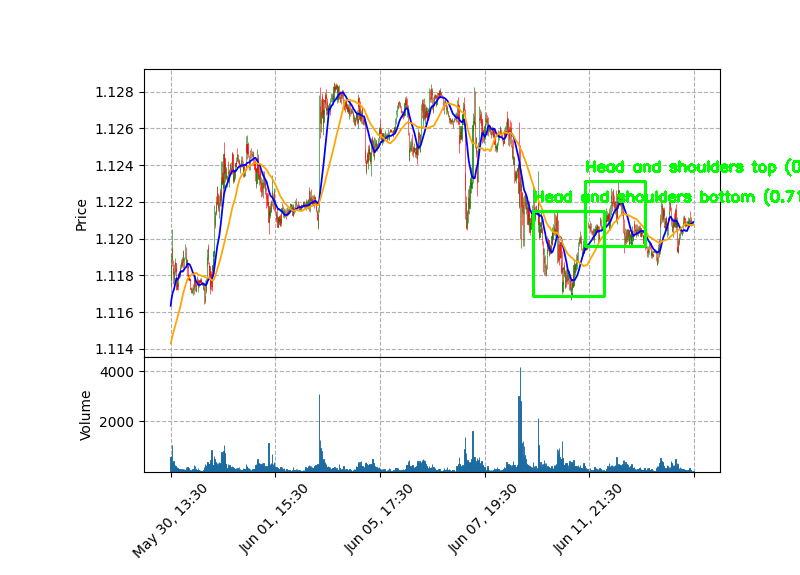 Price
1.128
1.126
1.124
1.122
1.120
1.118
1.116
1.114
Head and shoulders top (0
Head and shoulders bottom (0.71
Volume
4000
2000
May 30, 13:30
Jun 01, 15:30
Jun 05, 17:30
Jun 07, 19:30
Jun 11, 21:30